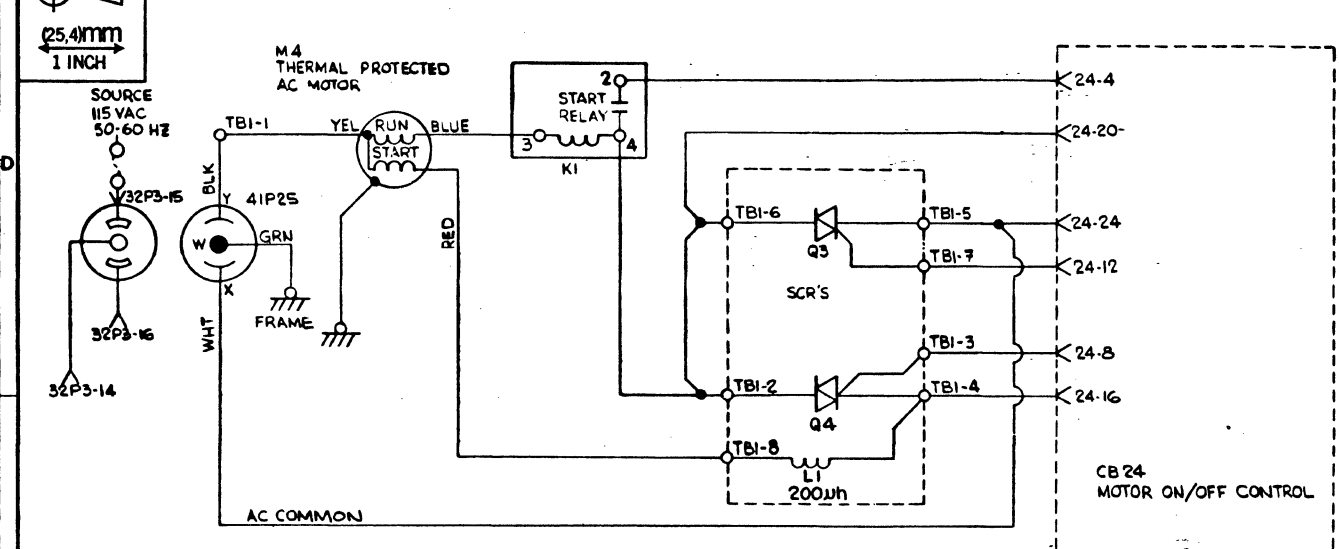 (25,4)mm
1 INCH
D
SOURCE
115 VAC
50-60 HZ
32P3-15
32P3-16
32P3-14
TB1-1
BLK
Y
41P25
W
GRN
X
WHT
FRAME
M4
THERMAL PROTECTED
AC MOTOR
YEL
RUN
BLUE
START
RED
2
START
RELAY
3
4
K1
TB1-6
Q3
TB1-5
TB1-7
SCR'S
TB1-3
TB1-2
TB1-4
Q4
TB1-8
L1
200µh
AC COMMON
24-4
24-20-
24-24
24-12
24-8
24-16
CB 24
MOTOR ON/OFF CONTROL